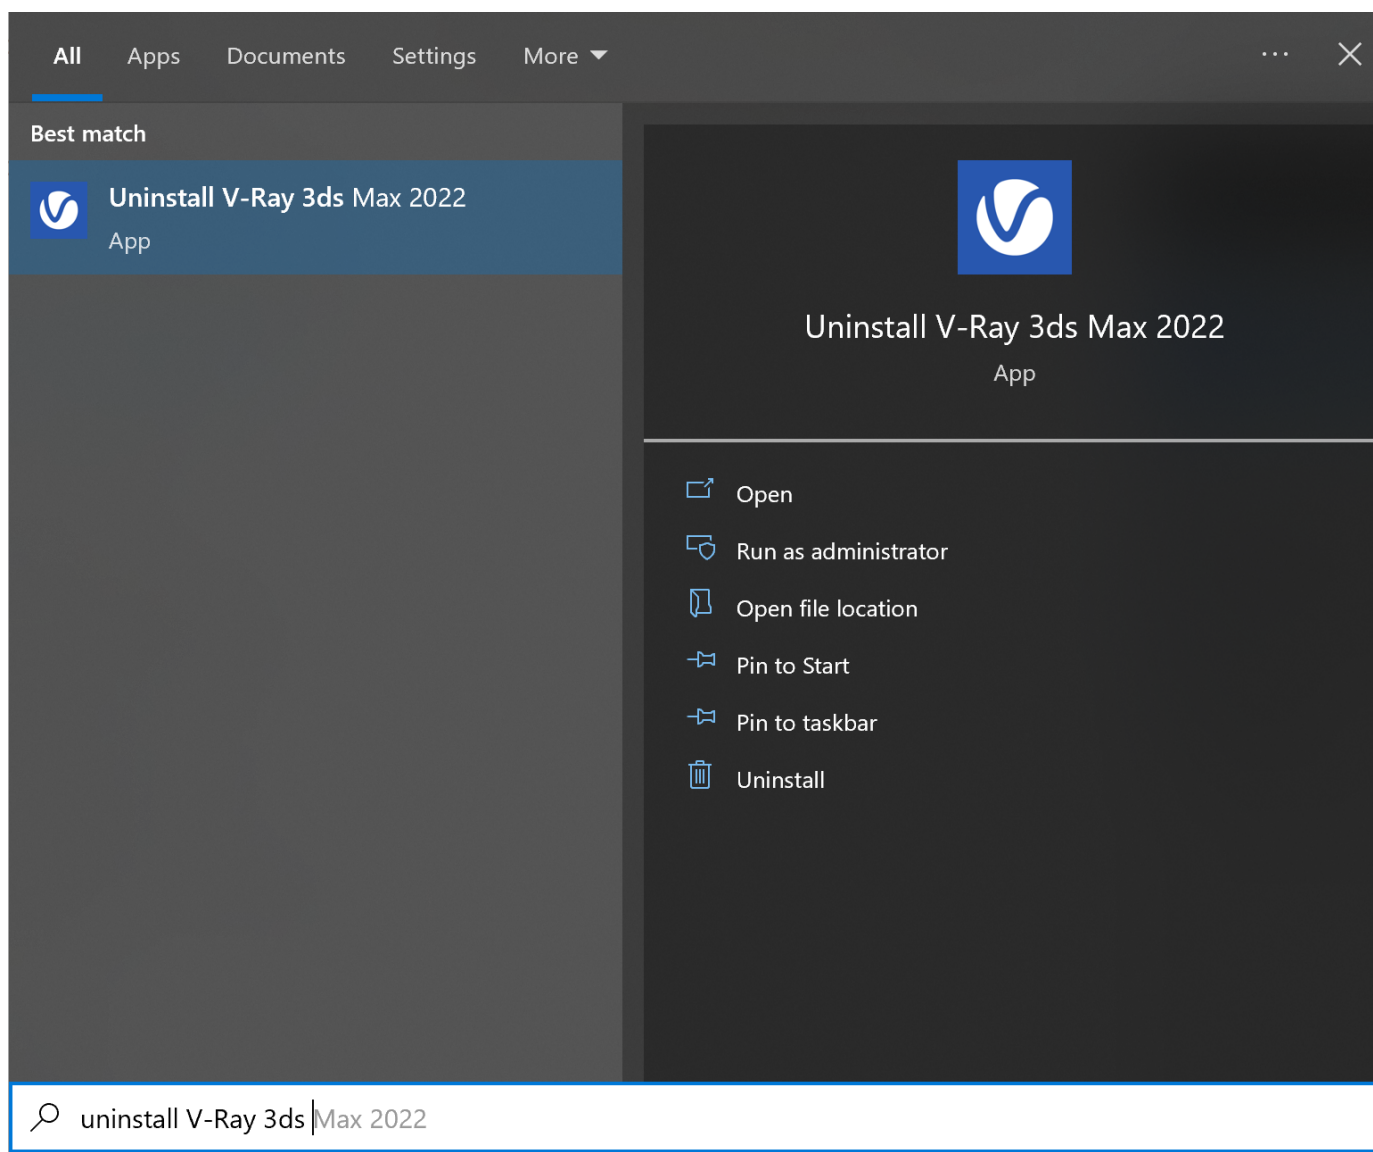 All Apps Documents Settings More
Best match
Uninstall V-Ray 3ds Max 2022
App
Uninstall V-Ray 3ds Max 2022
App
Open
Run as administrator
Open file location
Pin to Start
Pin to taskbar
Uninstall
uninstall V-Ray 3ds Max 2022